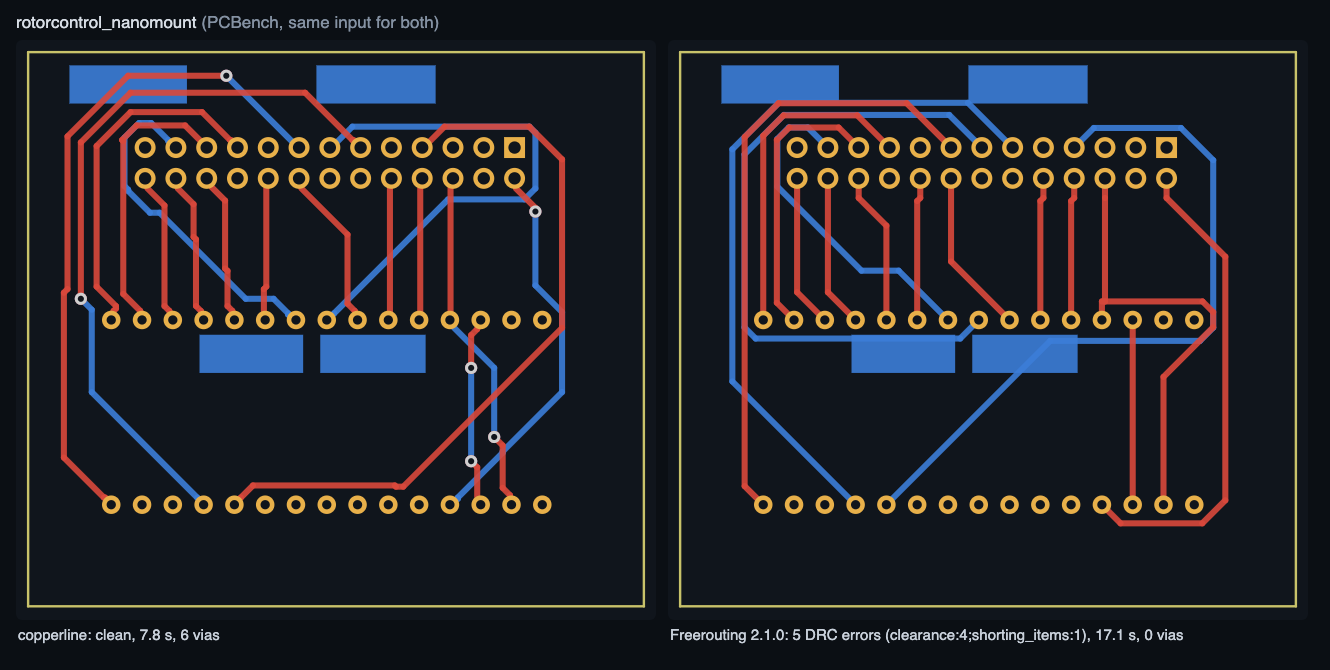 rotorcontrol_nanomount (PCBench, same input for both)
copperline: clean, 7.8 s, 6 vias
Freerouting 2.1.0: 5 DRC errors (clearance:4;shorting_items:1), 17.1 s, 0 vias